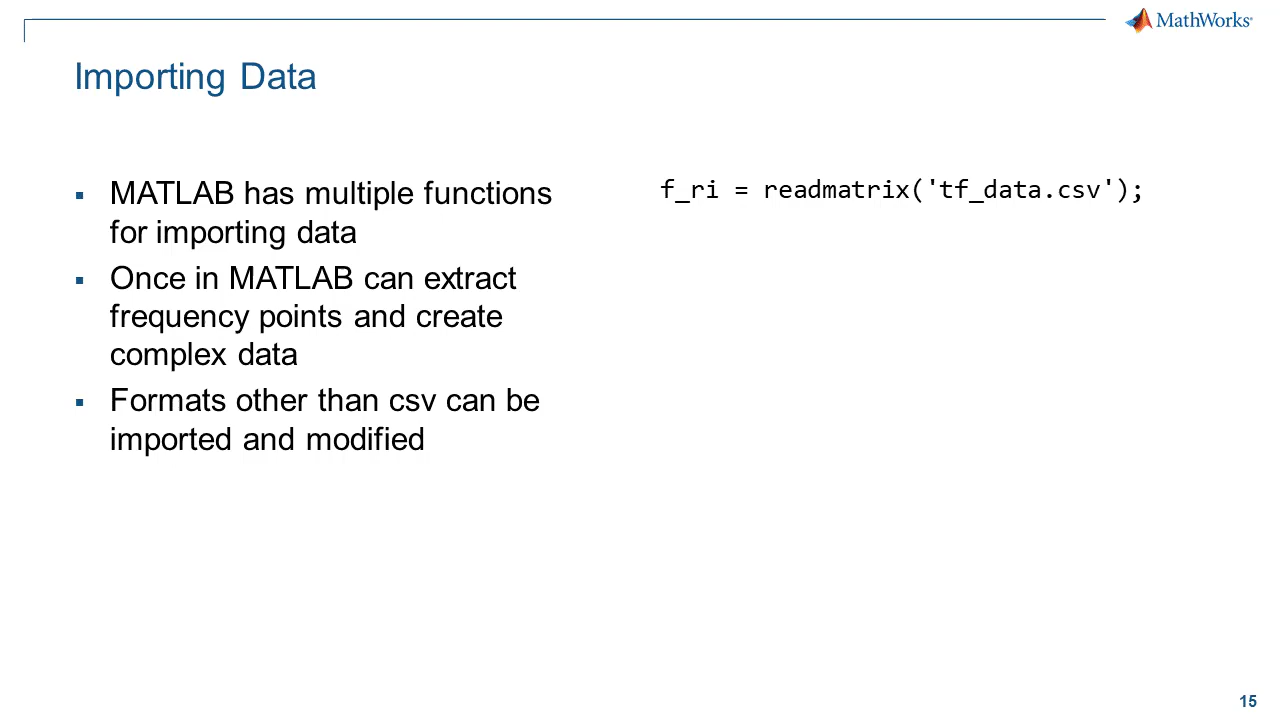 MathWorks
Importing Data
▪ MATLAB has multiple functions
for importing data
▪ Once in MATLAB can extract
frequency points and create
complex data
▪ Formats other than csv can be
imported and modified
f_ri = readmatrix('tf_data.csv');
15